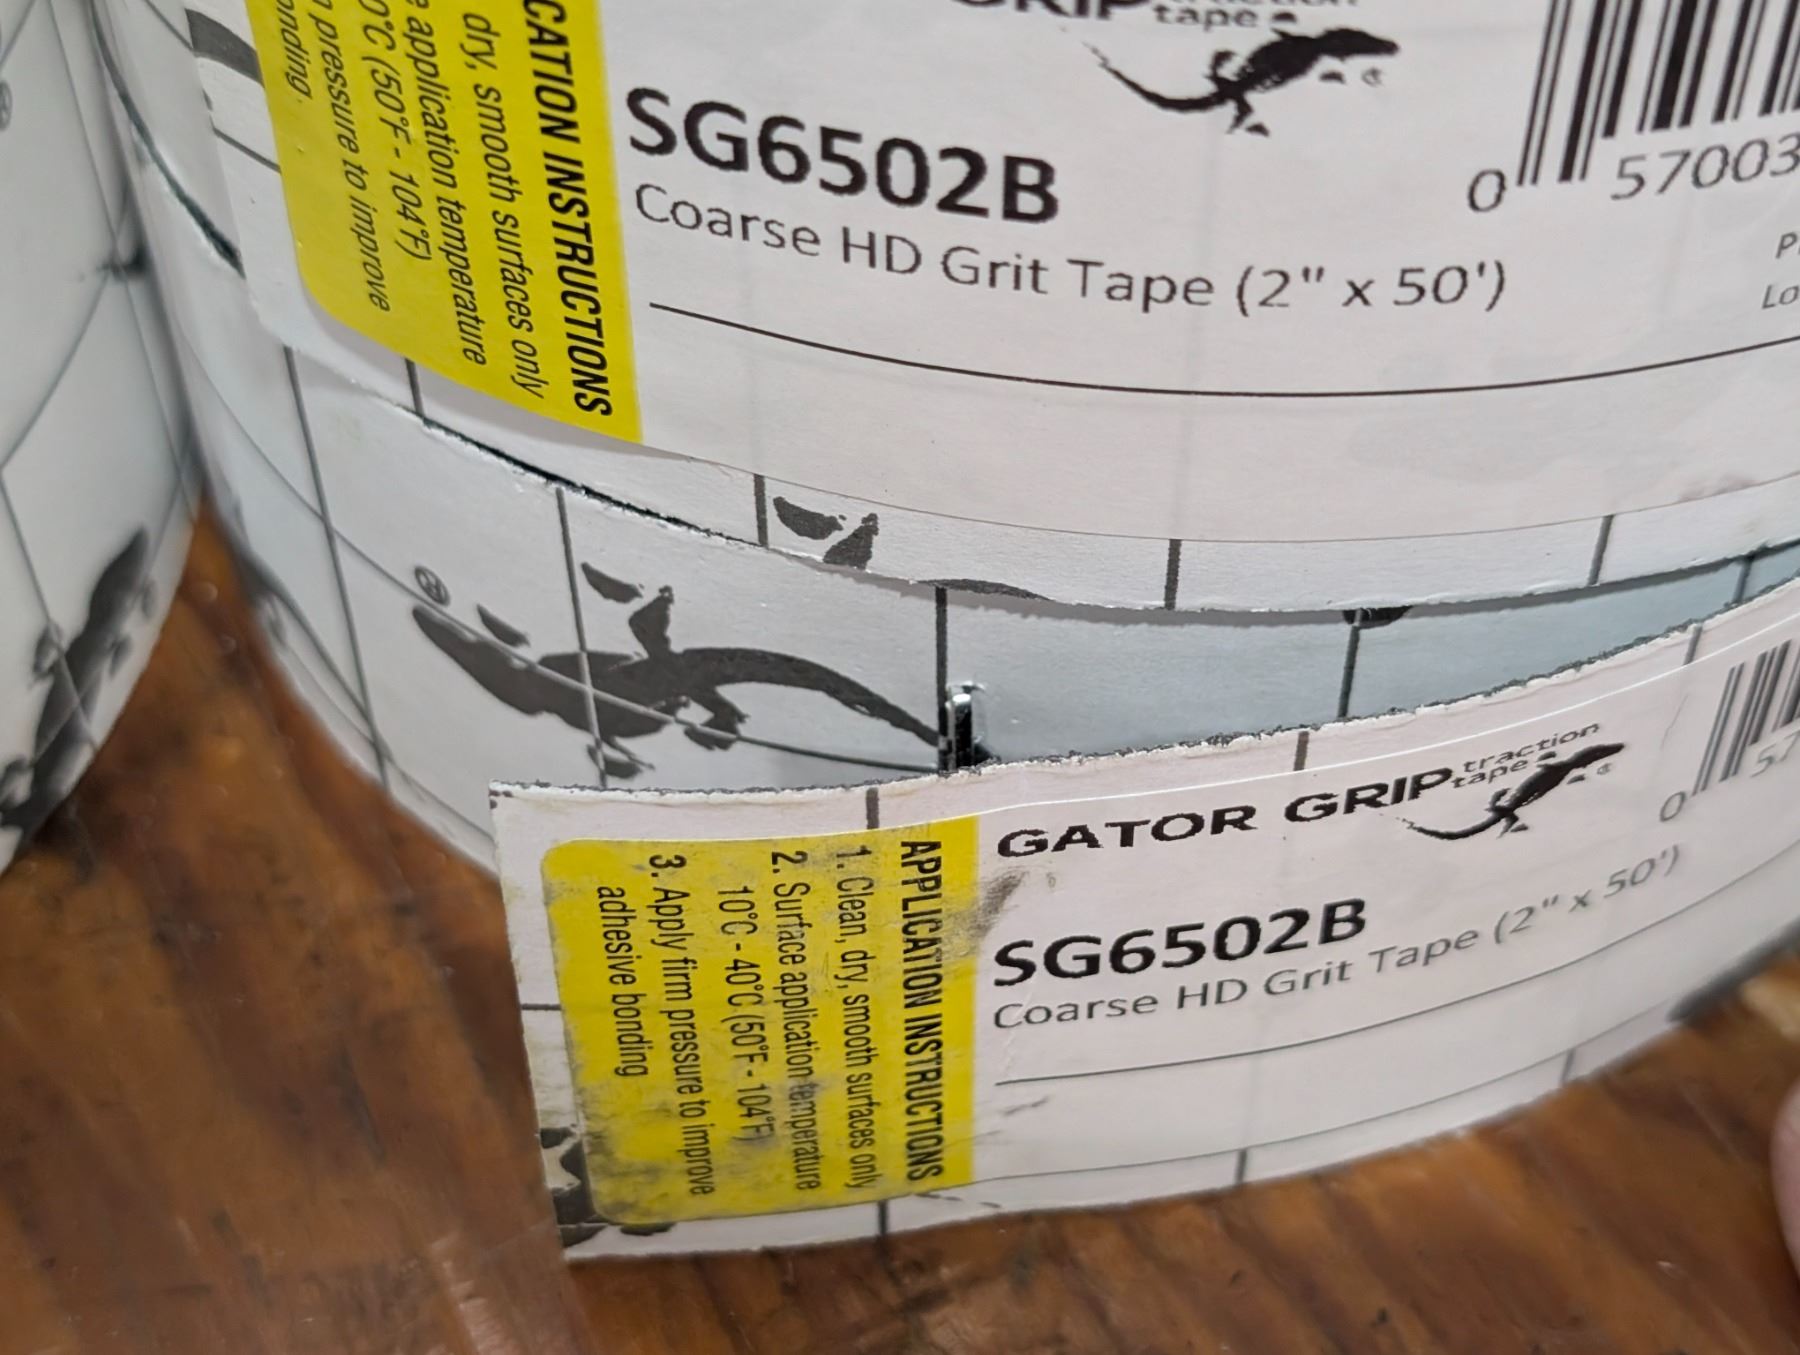 GRIP traction
tape
SG6502B
Coarse HD Grit Tape (2" x 50')
0 57003
CATION INSTRUCTIONS
dry, smooth surfaces only
application temperature
0°C (50°F - 104°F)
pressure to improve
GATOR GRIP traction
tape
SG6502B
Coarse HD Grit Tape (2" x 50')
0 57
APPLICATION INSTRUCTIONS
1. Clean, dry, smooth surfaces only
2. Surface application temperature
10°C - 40°C (50°F - 104°F)
3. Apply firm pressure to improve
adhesive bonding